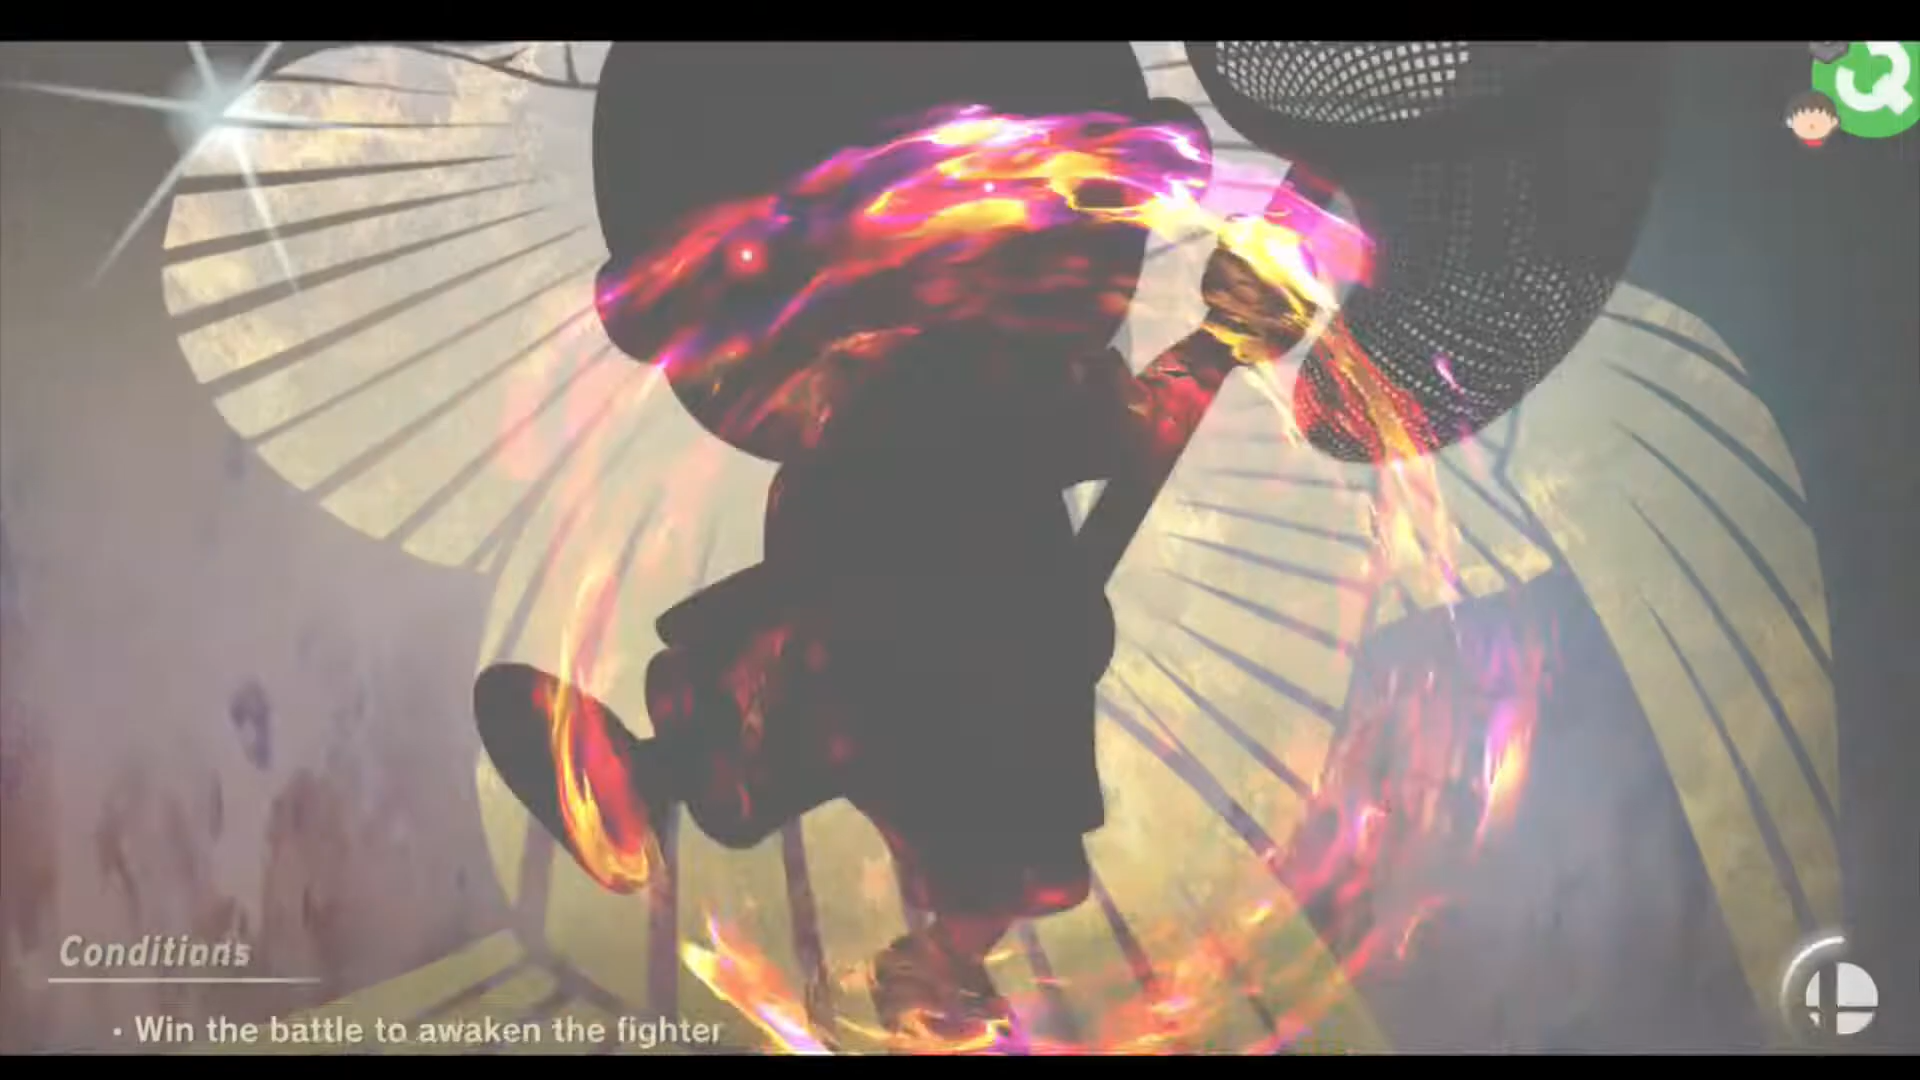 Q
Conditions
• Win the battle to awaken the fighter